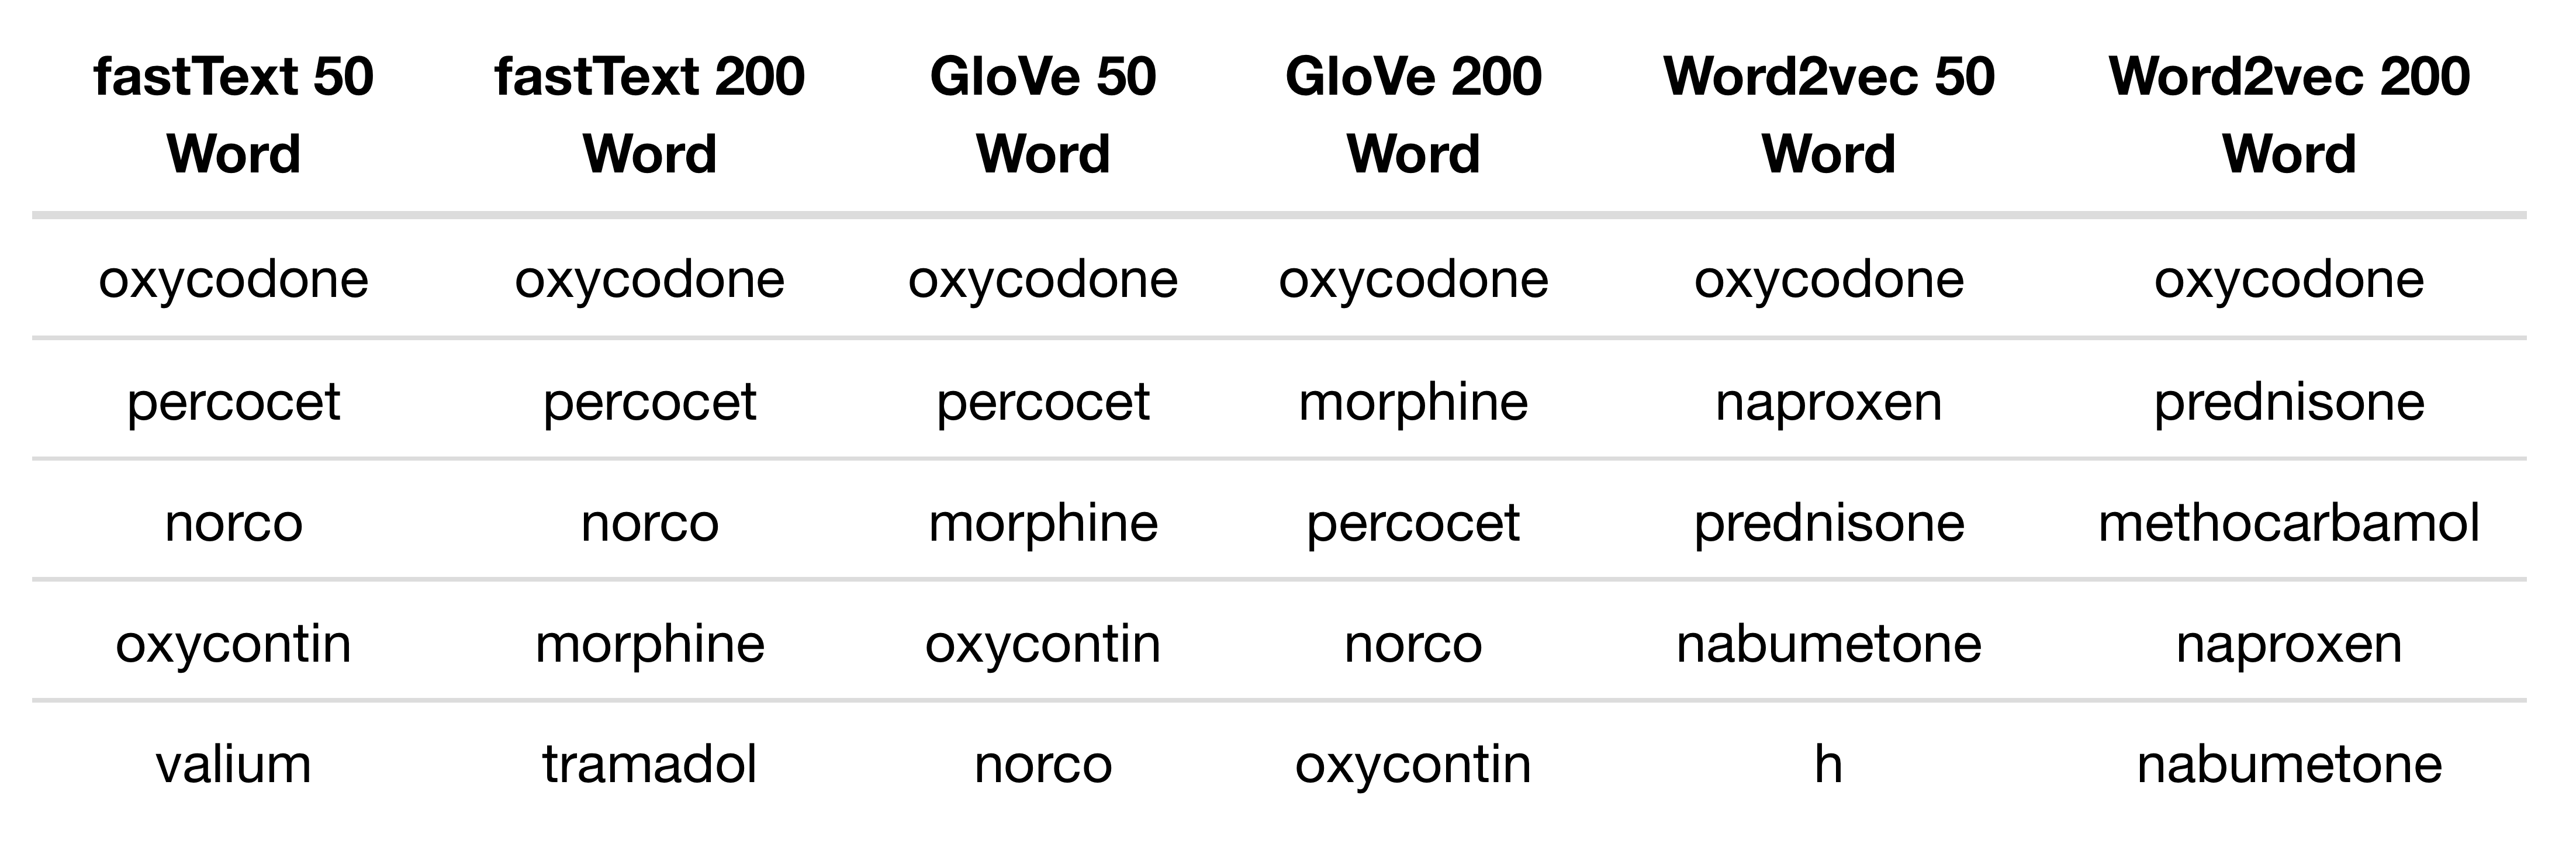 fastText 50 fastText 200 GloVe 50 GloVe 200 Word2vec 50 Word2vec 200
Word Word Word Word Word Word
oxycodone oxycodone oxycodone oxycodone oxycodone oxycodone
percocet percocet percocet morphine naproxen prednisone
norco norco morphine percocet prednisone methocarbamol
oxycontin morphine oxycontin norco nabumetone naproxen
valium tramadol norco oxycontin h nabumetone